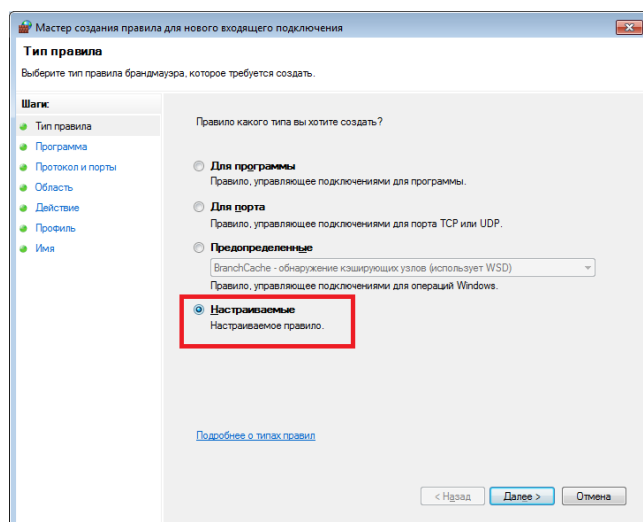 Мастер создания правила для нового входящего подключения
Тип правила
Выберите тип правила брандмауэра, которое требуется создать.
Шаги:
Тип правила
Программа
Протокол и порты
Область
Действие
Профиль
Имя
Правило какого типа вы хотите создать?
Для программы
Правило, управляющее подключениями для программы.
Для порта
Правило, управляющее подключениями для порта TCP или UDP.
Предопределенные
BranchCache - обнаружение кэширующих узлов (использует WSD)
Правило, управляющее подключениями для операций Windows.
Настраиваемые
Настраиваемое правило.
Подробнее о типах правил
< Назад
Далее >
Отмена